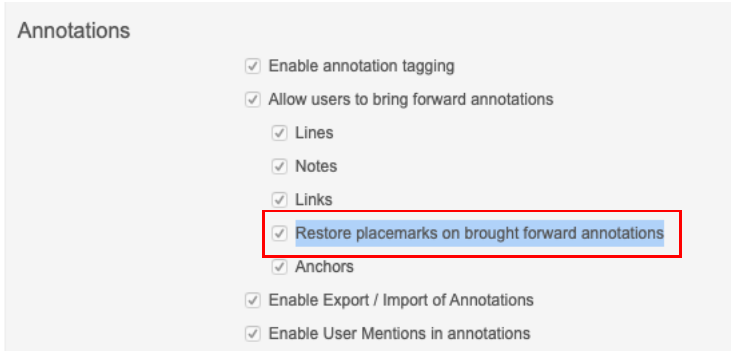 Annotations
Enable annotation tagging
Allow users to bring forward annotations
Lines
Notes
Links
Restore placemarks on brought forward annotations
Anchors
Enable Export / Import of Annotations
Enable User Mentions in annotations